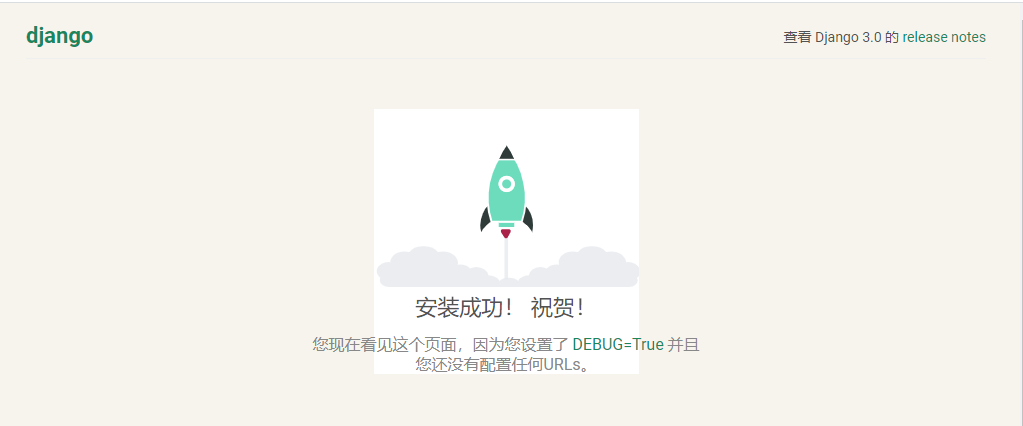 django
查看 Django 3.0 的 release notes
安装成功！ 祝贺！
您现在看见这个页面，因为您设置了 DEBUG=True 并且
您还没有配置任何URLs。